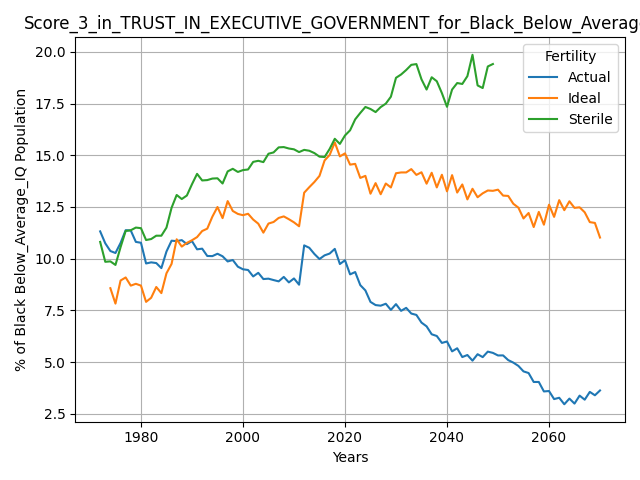 Score_3_in_TRUST_IN_EXECUTIVE_GOVERNMENT_for_Black_Below_Average
% of Black Below_Average_IQ Population
20.0
17.5
15.0
12.5
10.0
7.5
5.0
2.5
Fertility
Actual
Ideal
Sterile
1980
2000
2020
2040
2060
Years